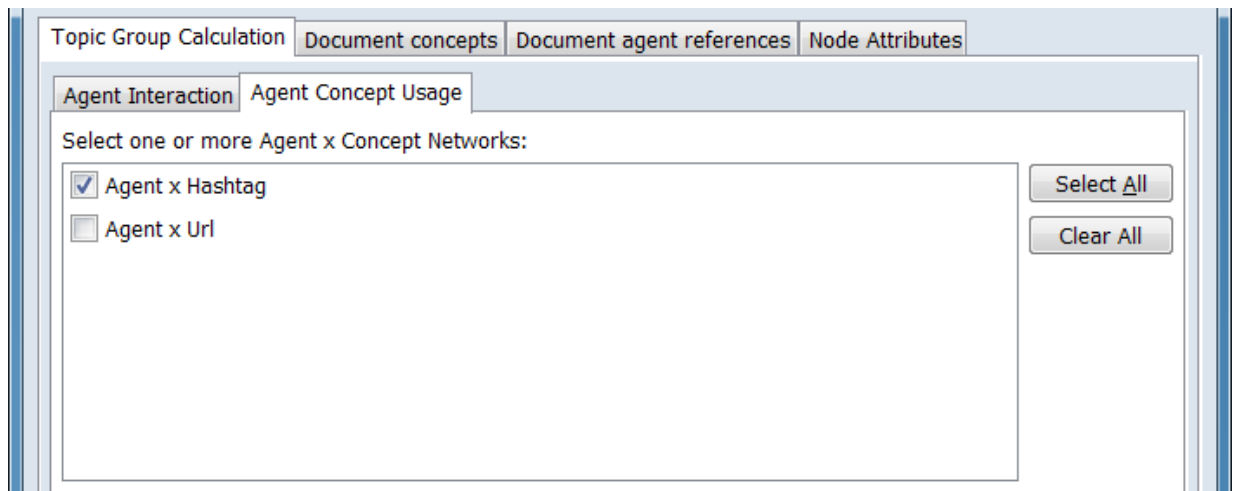 Topic Group Calculation Document concepts Document agent references Node Attributes
Agent Interaction Agent Concept Usage
Select one or more Agent x Concept Networks:
Agent x Hashtag Select All
Agent x Url Clear All